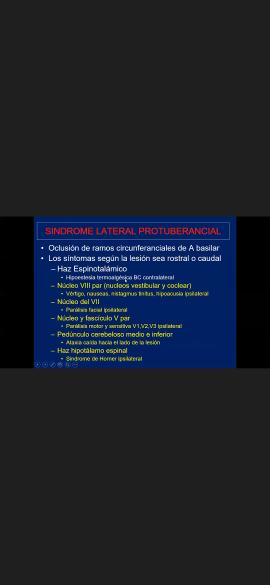 SINDROME LATERAL PROTUBERANCIAL
• Oclusión de ramos circunferanciales de A basilar
• Los síntomas según la lesión sea rostral o caudal
– Haz Espinotalámico
• Hipoestesia termoalgésica BC contralateral
– Núcleo VIII par (nucleos vestibular y coclear)
• Vértigo, nauseas, nistagmus tinitus, hipoacusia ipsilateral
– Núcleo del VII
• Parálisis facial ipsilateral
– Núcleo y fascículo V par
• Parálisis motor y sensitiva V1,V2,V3 ipsilateral
– Pedúnculo cerebeloso medio e inferior
• Ataxia caída hacia el lado de la lesión
– Haz hipotálamo espinal
• Sindrome de Horner ipsilateral